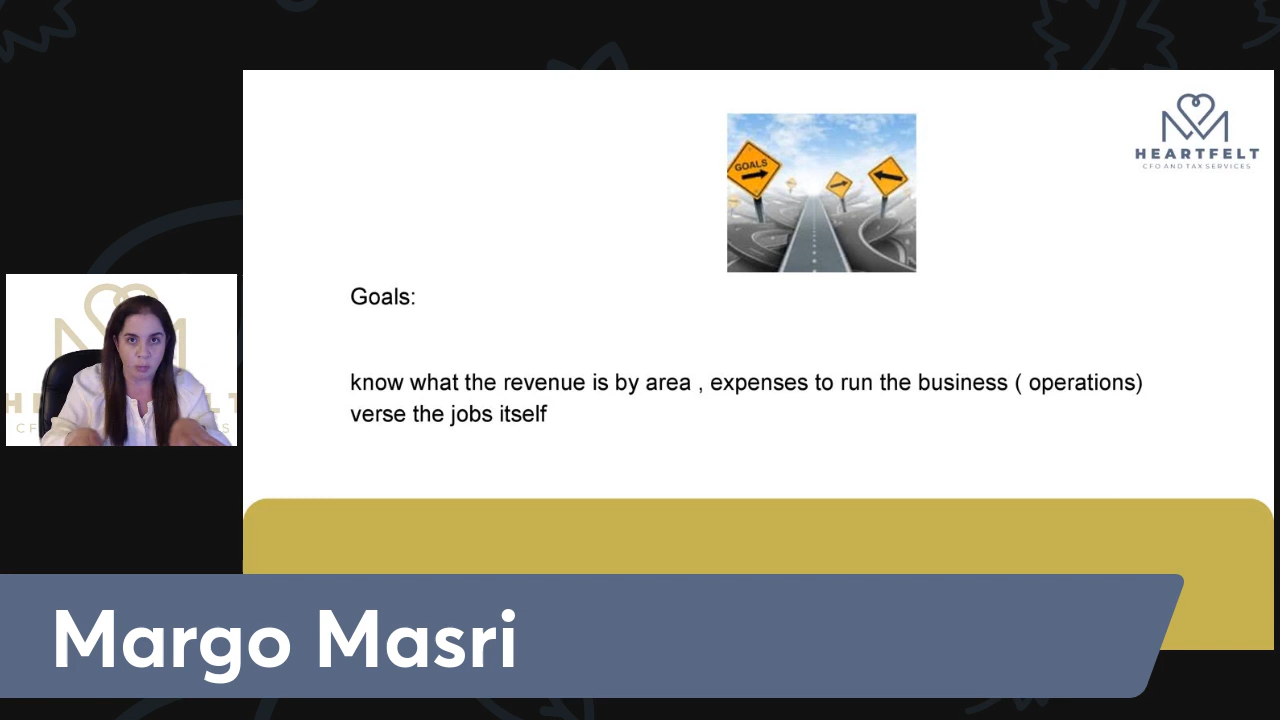 GOALS
HEARTFELT
CFO AND TAX SERVICES
Goals:
know what the revenue is by area , expenses to run the business ( operations)
verse the jobs itself
Margo Masri